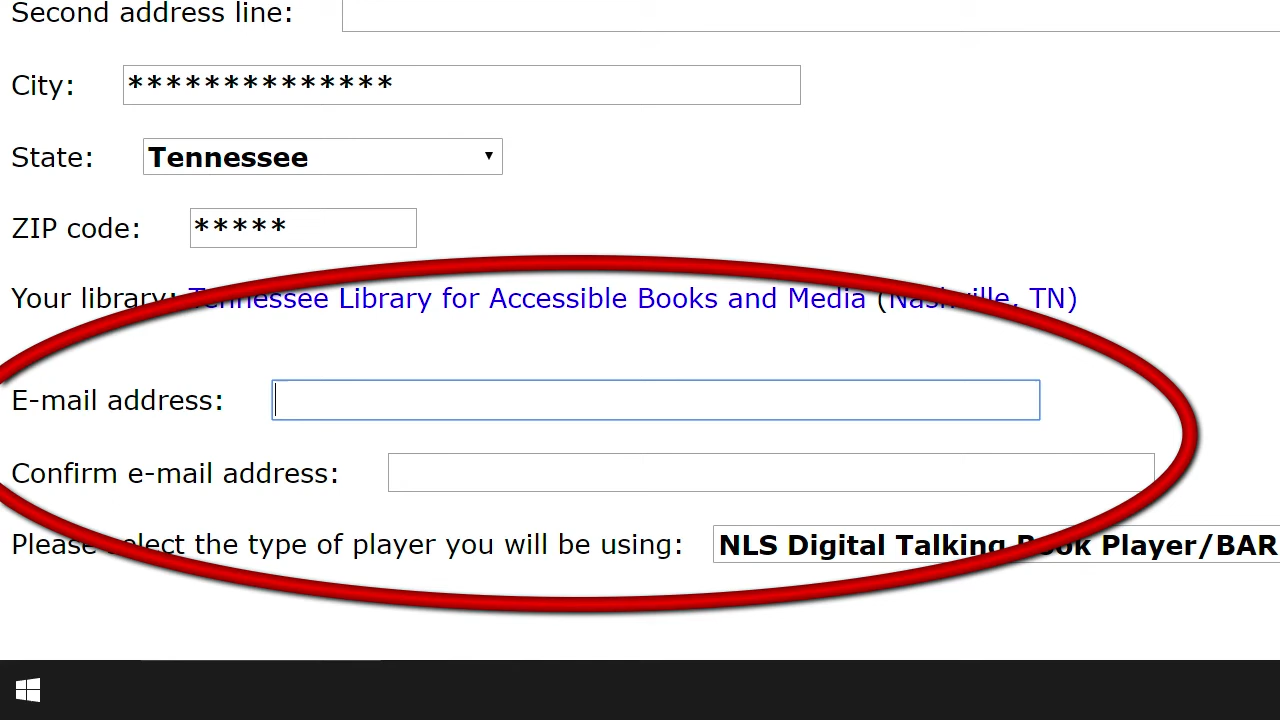 Second address line:
City: **************
State: Tennessee
ZIP code: *****
Your library: Tennessee Library for Accessible Books and Media (Nashville, TN)
E-mail address:
Confirm e-mail address:
Please select the type of player you will be using: NLS Digital Talking Book Player/BAR